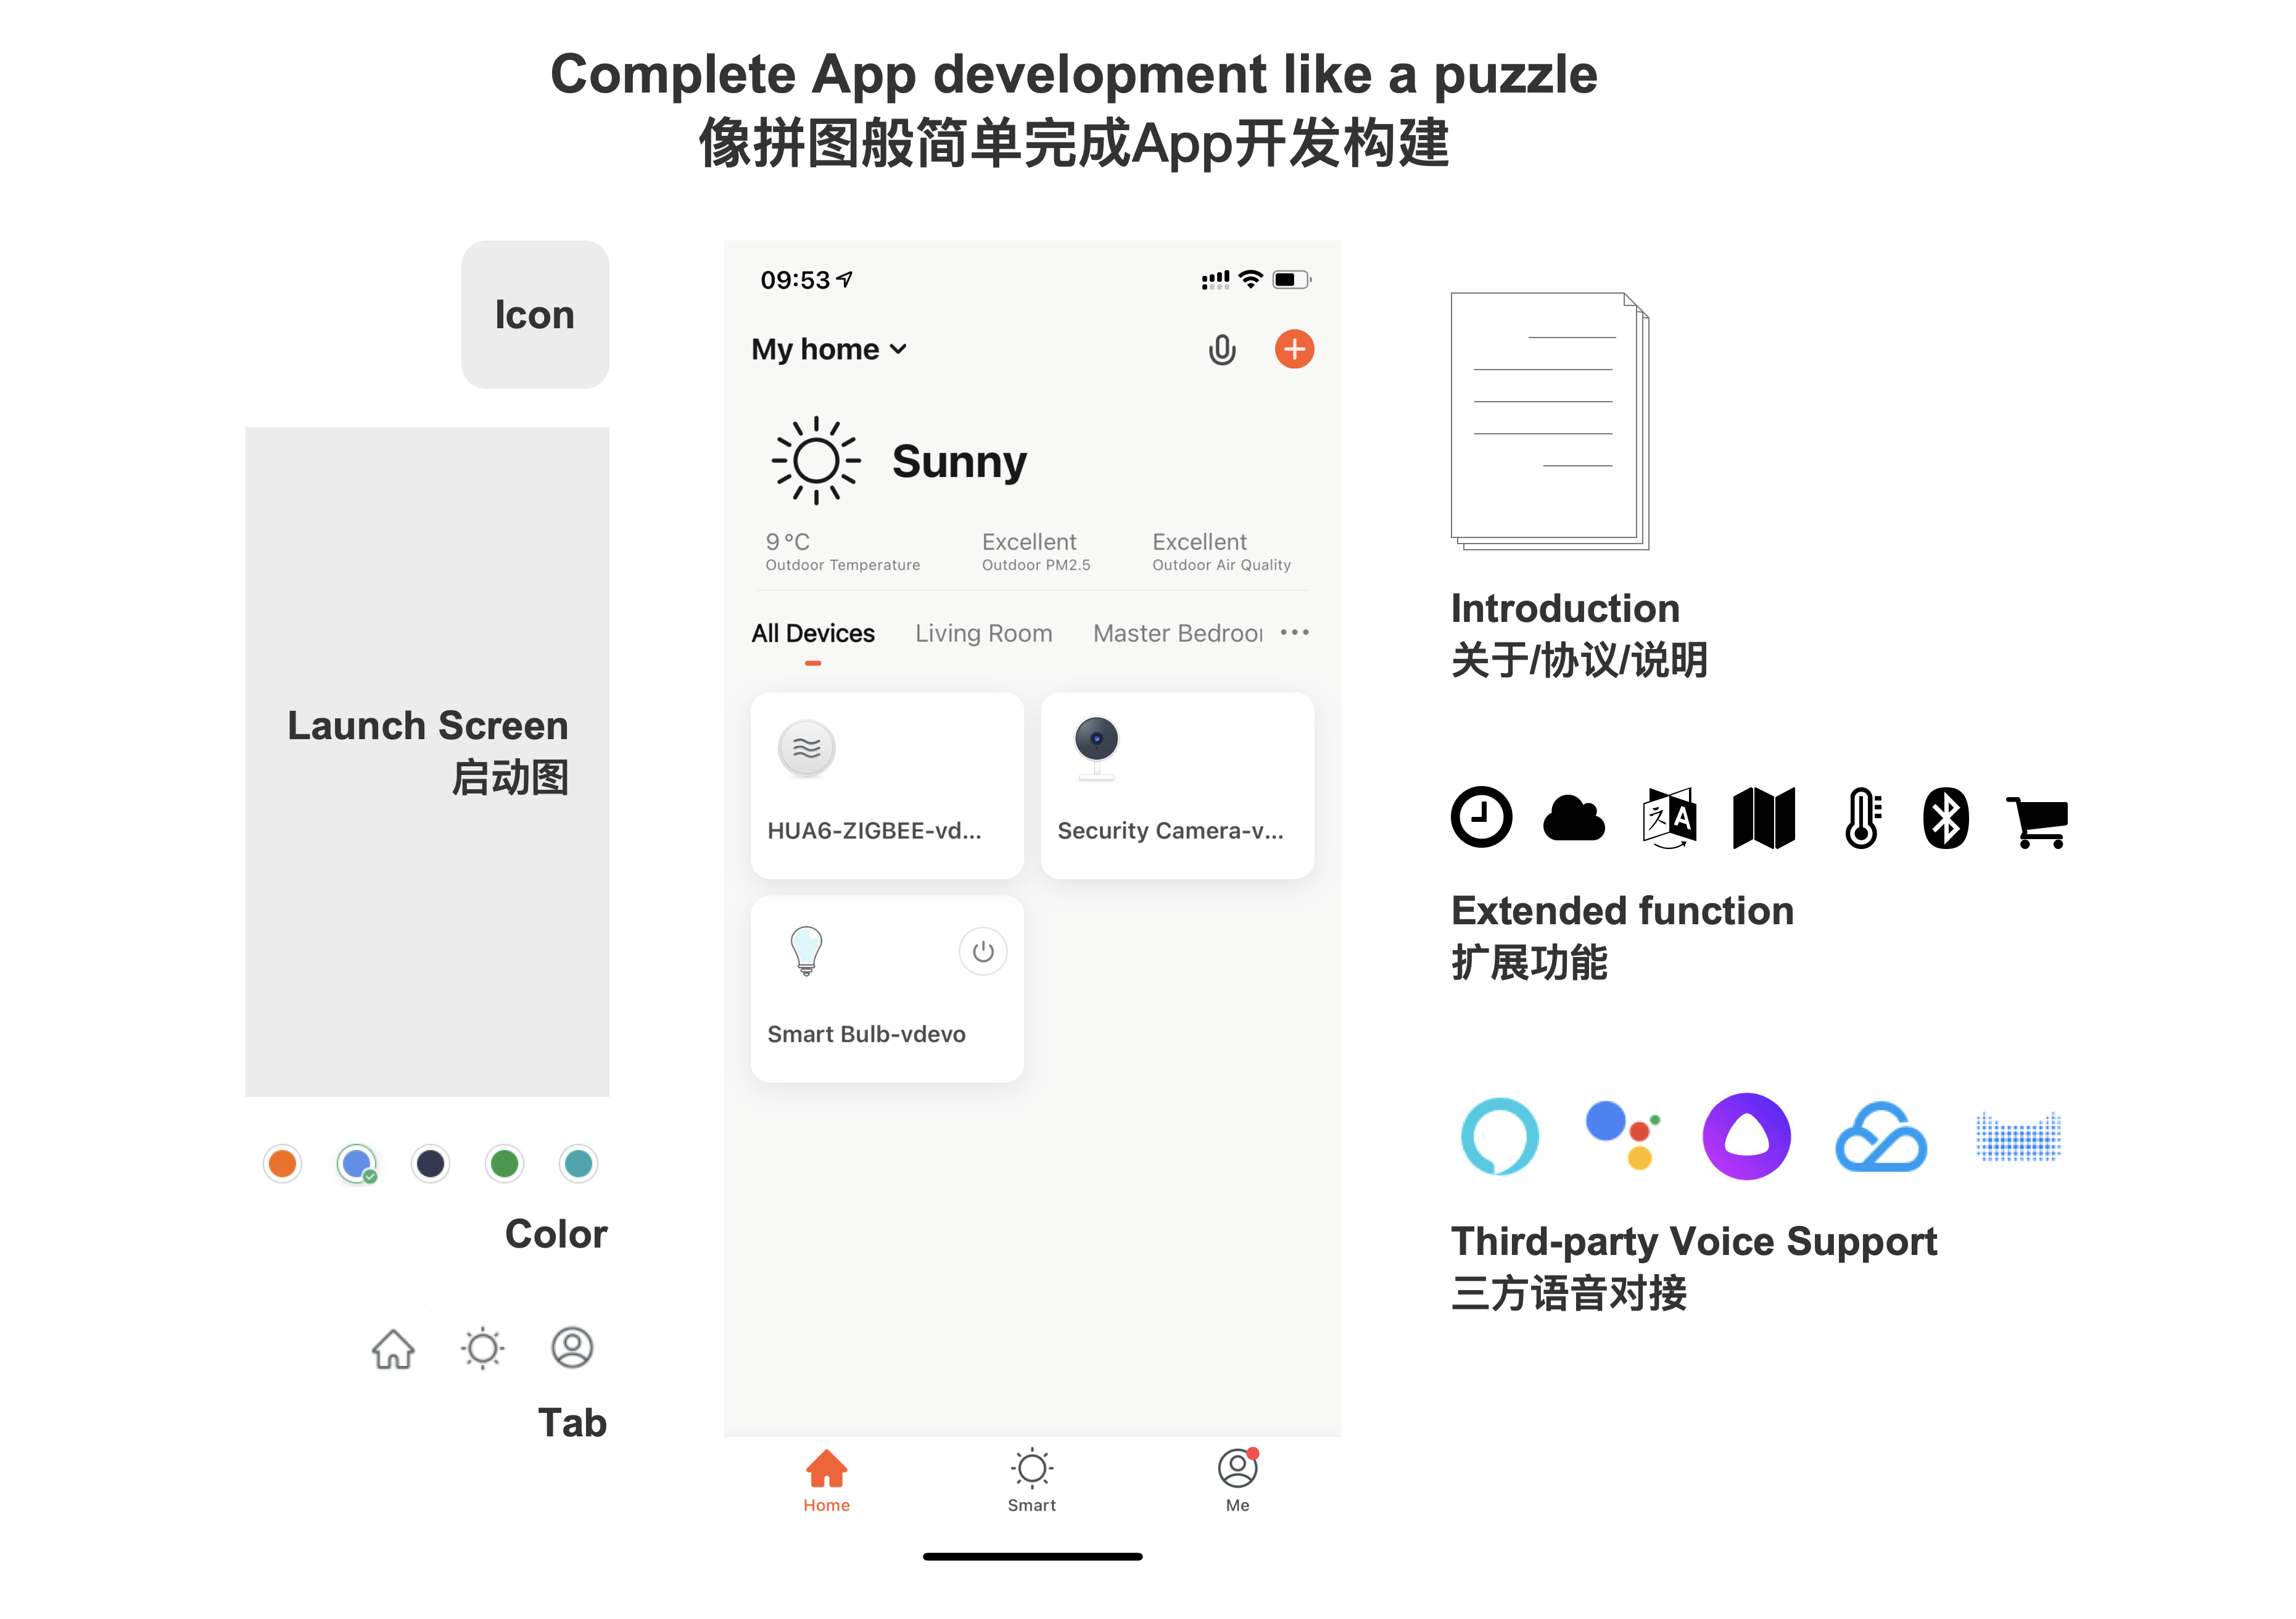 Complete App development like a puzzle
像拼图般简单完成App开发构建
Icon
Launch Screen
启动图
Color
Tab
09:53
My home
Sunny
9 °C
Outdoor Temperature
Excellent
Outdoor PM2.5
Excellent
Outdoor Air Quality
All Devices
Living Room
Master Bedroo
HUA6-ZIGBEE-vd...
Security Camera-v...
Smart Bulb-vdevo
Home
Smart
Me
Introduction
关于/协议/说明
A
Extended function
扩展功能
Third-party Voice Support
三方语音对接